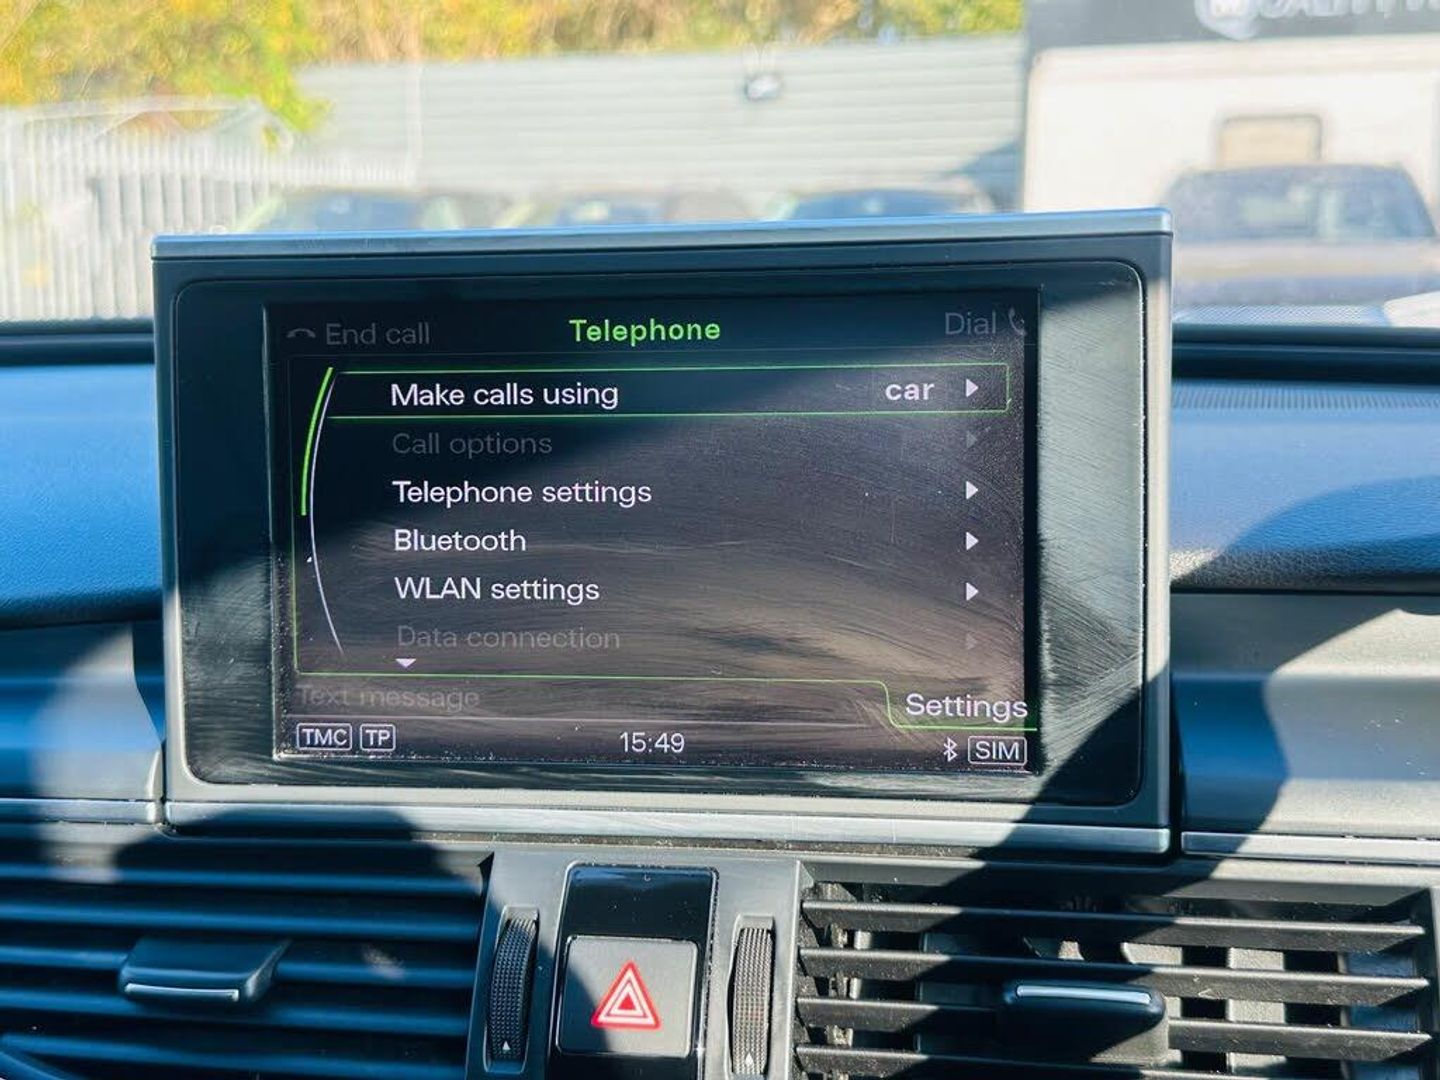 End call Telephone Dial
Make calls using car
Call options
Telephone settings
Bluetooth
WLAN settings
Data connection
Text message Settings
TMC TP 15:49 SIM